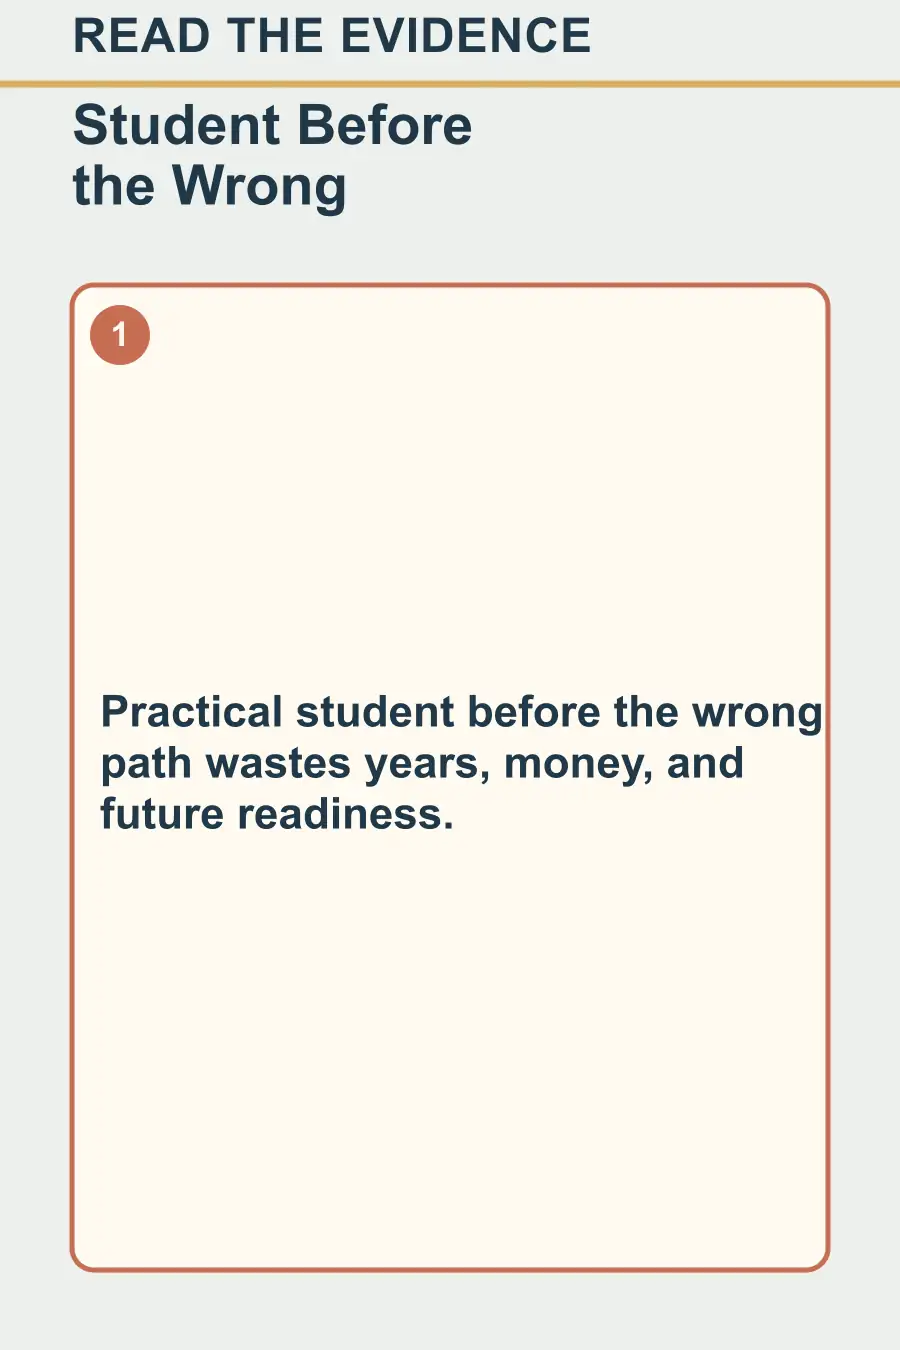 READ THE EVIDENCE
Student Before
the Wrong
1
Practical student before the wrong
path wastes years, money, and
future readiness.